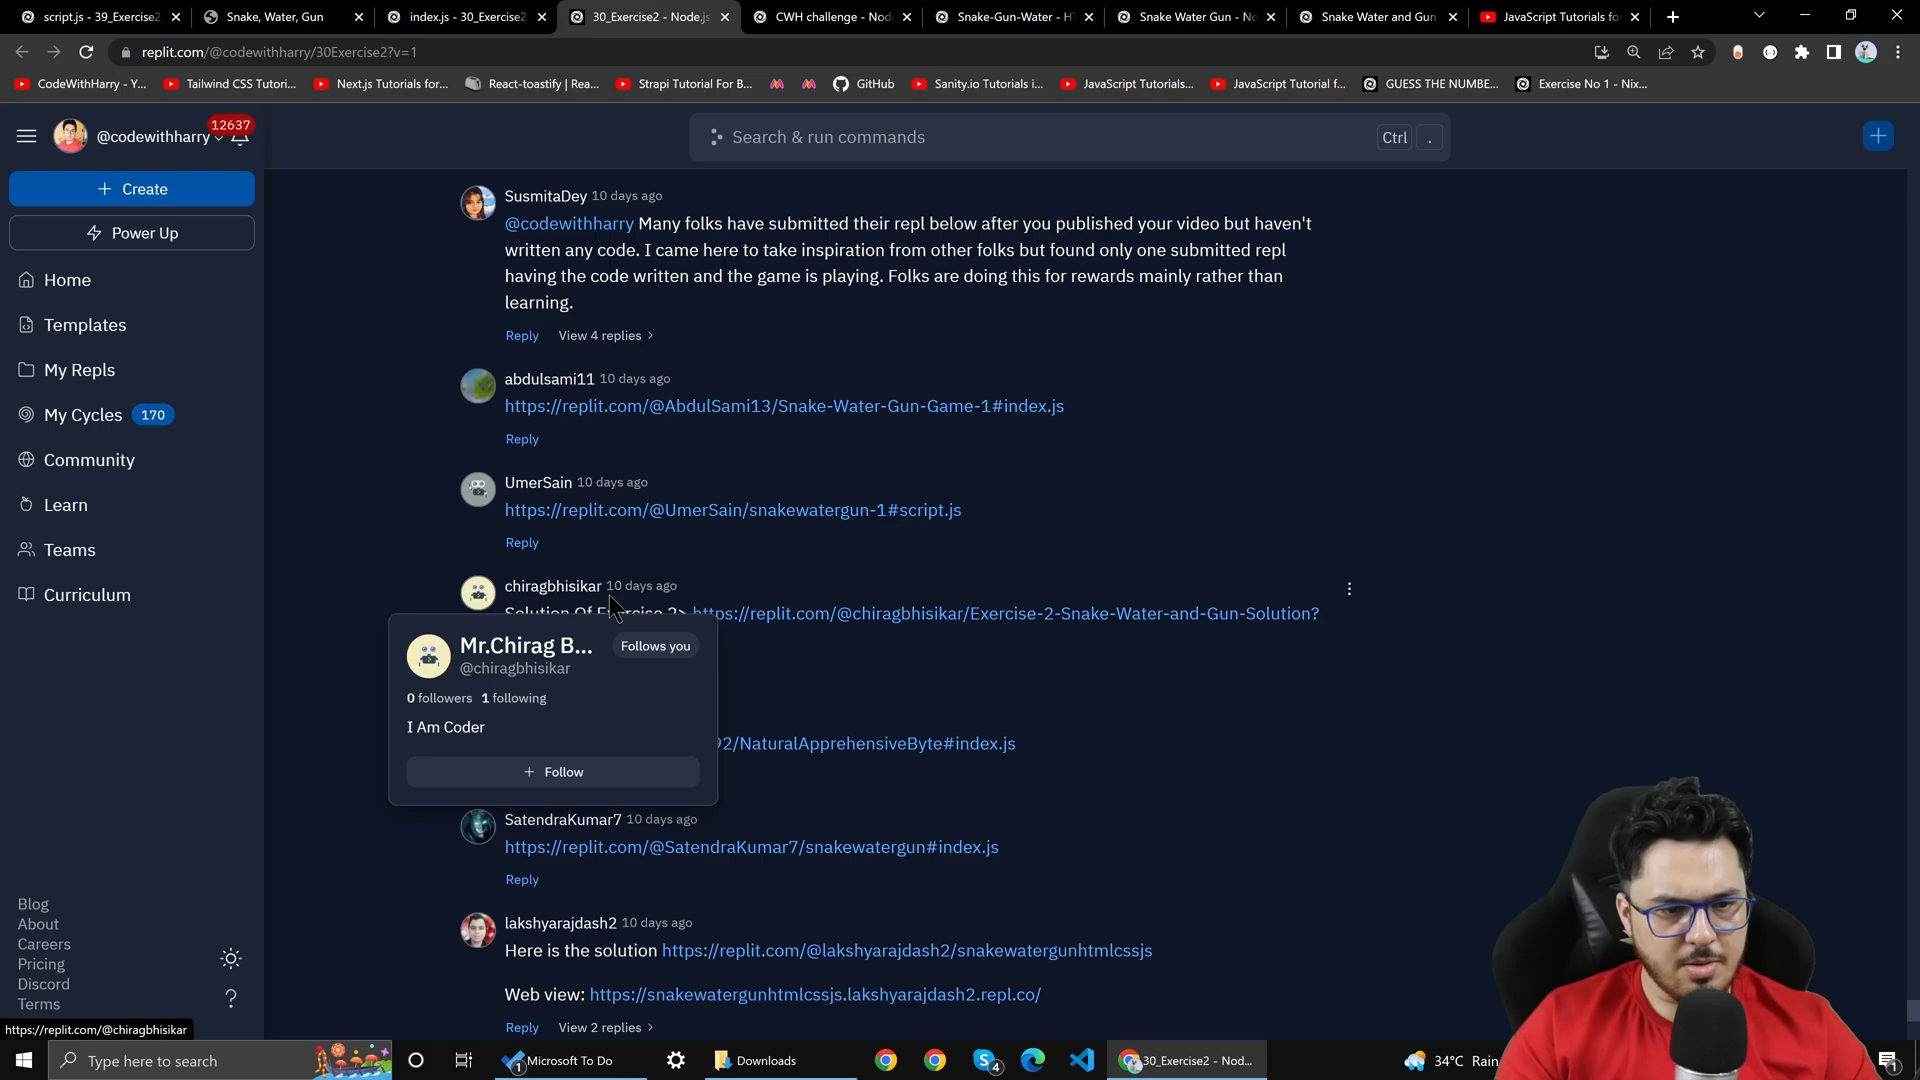 script.js - 39_Exercise2
Snake, Water, Gun
index.js - 30_Exercise2
30_Exercise2 - Node.js
CWH challenge - Nod
Snake-Gun-Water - HT
Snake Water Gun - No
Snake Water and Gun
JavaScript Tutorials fo
replit.com/@codewithharry/30Exercise2?v=1
CodeWithHarry - Y...
Tailwind CSS Tutori...
Next.js Tutorials for...
React-toastify | Rea...
Strapi Tutorial For B...
GitHub
Sanity.io Tutorials i...
JavaScript Tutorials...
JavaScript Tutorial f...
GUESS THE NUMBE...
Exercise No 1 - Nix...
@codewithharry
12637
Search & run commands
Ctrl
.
+ Create
Power Up
Home
Templates
My Repls
My Cycles 170
Community
Learn
Teams
Curriculum
Blog
About
Careers
Pricing
Discord
Terms
?
https://replit.com/@chiragbhisikar
SusmitaDey 10 days ago
@codewithharry Many folks have submitted their repl below after you published your video but haven't
written any code. I came here to take inspiration from other folks but found only one submitted repl
having the code written and the game is playing. Folks are doing this for rewards mainly rather than
learning.
Reply View 4 replies >
abdulsami11 10 days ago
https://replit.com/@AbdulSami13/Snake-Water-Gun-Game-1#index.js
Reply
UmerSain 10 days ago
https://replit.com/@UmerSain/snakewatergun-1#script.js
Reply
chiragbhisikar 10 days ago
Solution Of Exercise 2> https://replit.com/@chiragbhisikar/Exercise-2-Snake-Water-and-Gun-Solution?
Mr.Chirag B...
Follows you
@chiragbhisikar
0 followers 1 following
I Am Coder
+ Follow
92/NaturalApprehensiveByte#index.js
SatendraKumar7 10 days ago
https://replit.com/@SatendraKumar7/snakewatergun#index.js
Reply
lakshyarajdash2 10 days ago
Here is the solution https://replit.com/@lakshyarajdash2/snakewatergunhtmlcssjs
Web view: https://snakewatergunhtmlcssjs.lakshyarajdash2.repl.co/
Reply View 2 replies >
Type here to search
1
Microsoft To Do
Downloads
4
30_Exercise2 - Nod...
34°C Rain
1